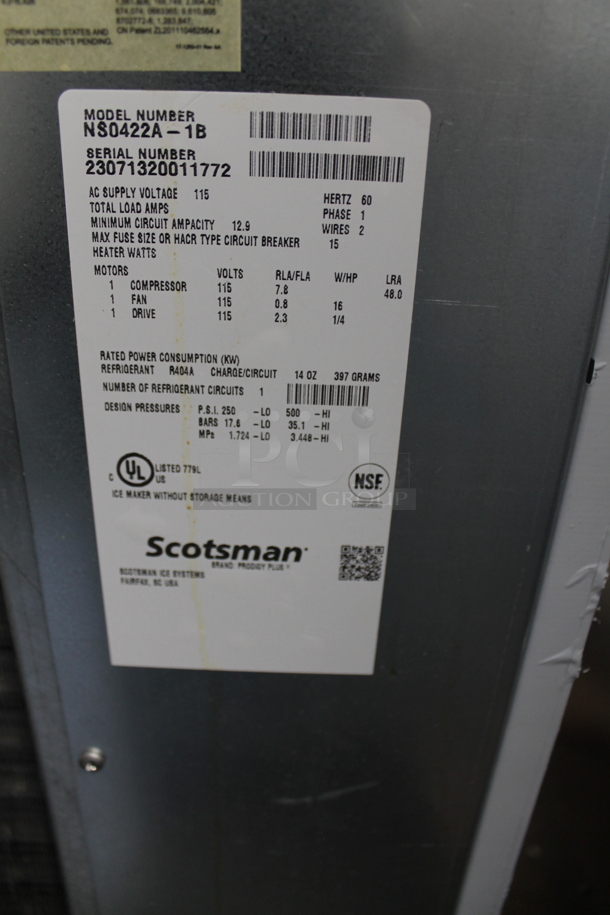 OTHER UNITED STATES AND
FOREIGN PATENTS PENDING.
MODEL NUMBER
NS0422A-1B
SERIAL NUMBER
23071320011772
AC SUPPLY VOLTAGE 115 HERTZ 60
TOTAL LOAD AMPS PHASE 1
MINIMUM CIRCUIT AMPACITY 12.9 WIRES 2
MAX FUSE SIZE OR HACR TYPE CIRCUIT BREAKER 15
HEATER WATTS
MOTORS VOLTS RLA/FLA W/HP LRA
1 COMPRESSOR 115 7.8 48.0
1 FAN 115 0.8 16
1 DRIVE 115 2.3 1/4
RATED POWER CONSUMPTION (KW)
REFRIGERANT R404A CHARGE/CIRCUIT 14 OZ 397 GRAMS
NUMBER OF REFRIGERANT CIRCUITS 1
DESIGN PRESSURES P.S.I. 250 -LO 500 -HI
BARS 17.6 -LO 35.1 -HI
MPa 1.724 -LO 3.448-HI
C UL US LISTED 779L
NSF
ICE MAKER WITHOUT STORAGE MEANS
PCI
AUCTION GROUP
Scotsman
BRAND: PRODIGY PLUS
SCOTSMAN ICE SYSTEMS
FAIRFAX, SC USA